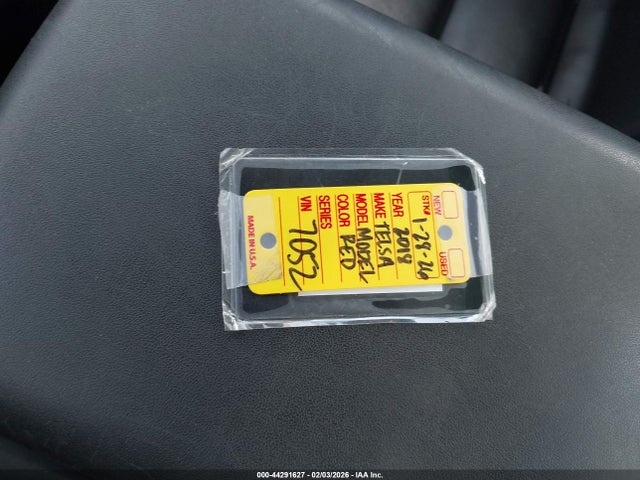 NEW USED
STK# 1-28-26
YEAR 2018
MAKE TELSA
MODEL MODEL
COLOR RED
SERIES
VIN 7052
MADE IN U.S.A.
000-44291627 - 02/03/2026 - IAA Inc.